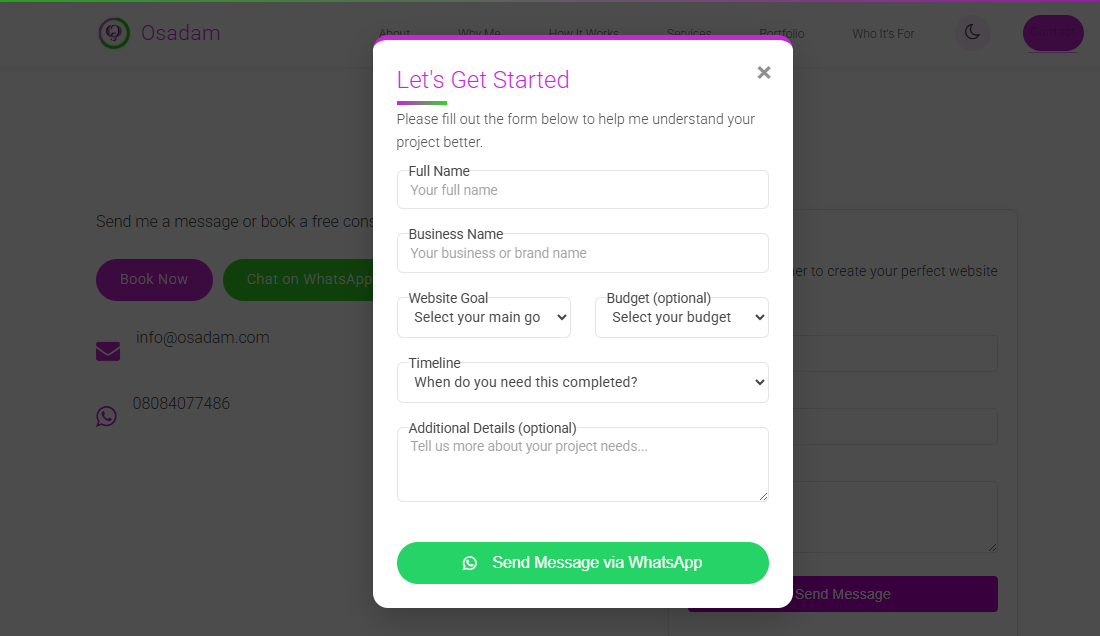 Osadam
About
Why Me
How It Works
Services
Portfolio
Who It's For
Let's Get Started
Please fill out the form below to help me understand your
project better.
Full Name
Your full name
Business Name
Your business or brand name
Website Goal
Budget (optional)
Select your main go
Select your budget
Timeline
When do you need this completed?
Additional Details (optional)
Tell us more about your project needs...
Send Message via WhatsApp
Send me a message or book a free cons
Book Now
Chat on WhatsApp
info@osadam.com
08084077486
er to create your perfect website
Send Message